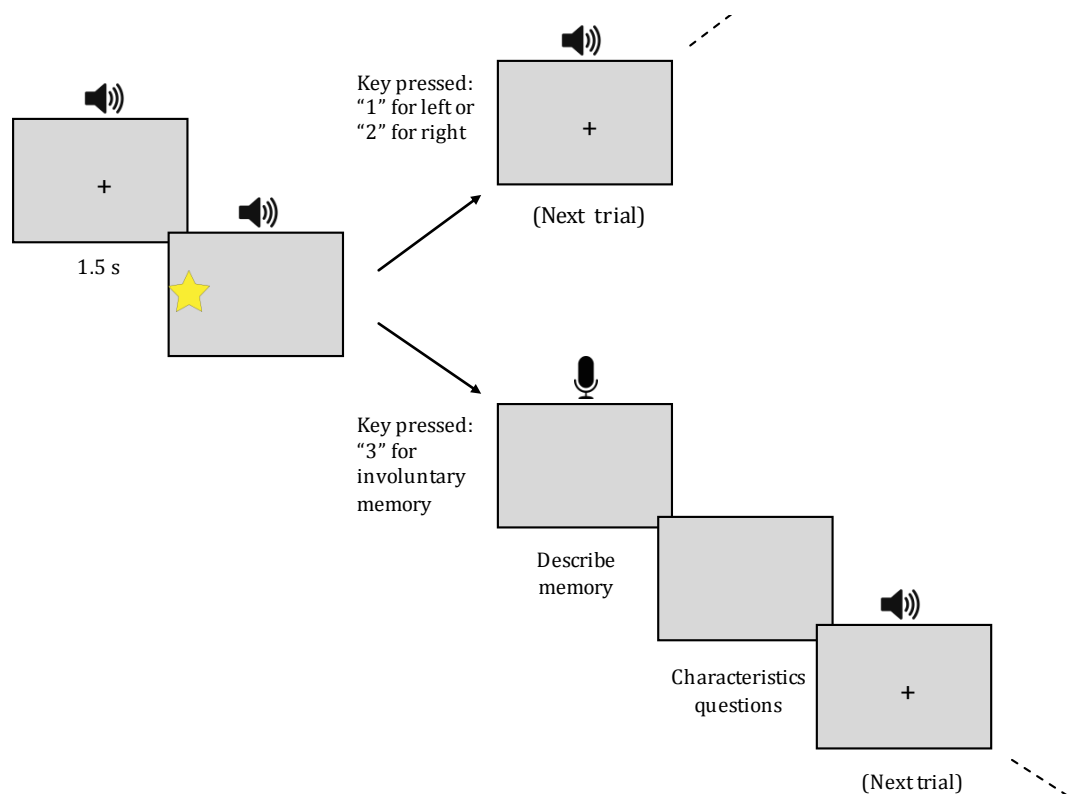 Key pressed:
“1” for left or
“2” for right
+
+
(Next trial)
1.5 s
Key pressed:
“3” for
involuntary
memory
Describe
memory
Characteristics
questions
+
(Next trial)